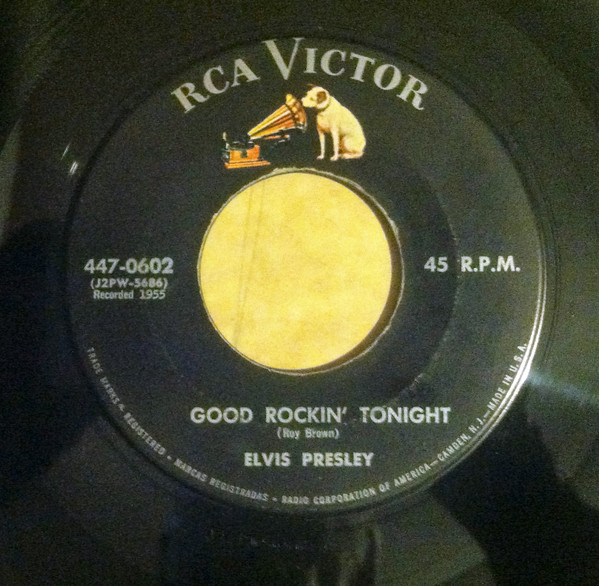 RCA VICTOR
447-0602
(J2PW-5686)
Recorded 1955
45 R.P.M.
GOOD ROCKIN' TONIGHT
(Roy Brown)
ELVIS PRESLEY
TRADE MARKS ® REGISTERED • MARCAS REGISTRADAS • RADIO CORPORATION OF AMERICA—CAMDEN, N. J.—MADE IN U.S.A.